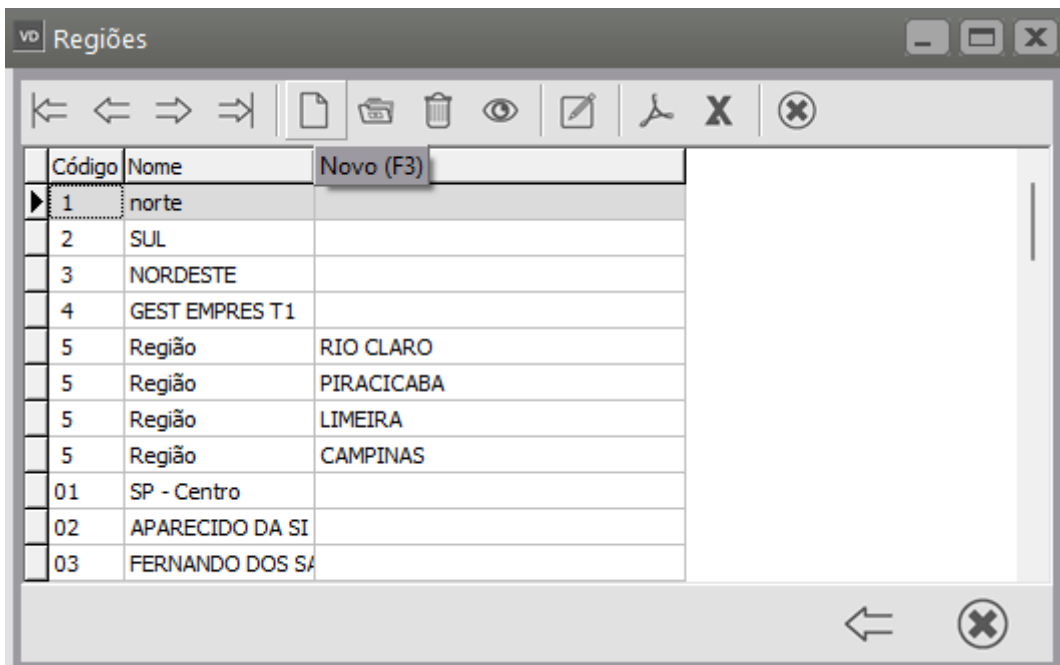 VD Regiões
Código Nome Novo (F3)
1 norte
2 SUL
3 NORDESTE
4 GEST EMPRES T1
5 Região RIO CLARO
5 Região PIRACICABA
5 Região LIMEIRA
5 Região CAMPINAS
01 SP - Centro
02 APARECIDO DA SI
03 FERNANDO DOS SA